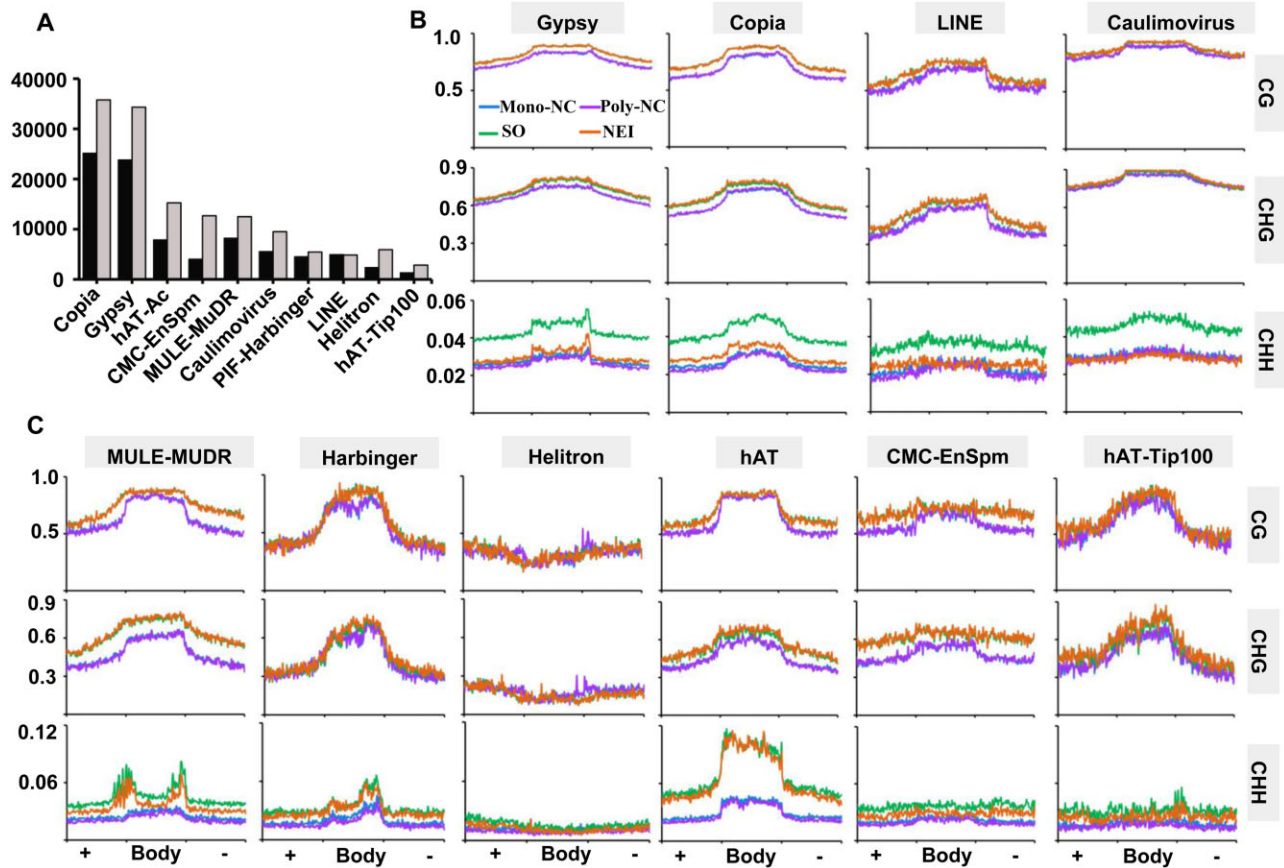 A
40000
30000
20000
10000
0
Copia
Gypsy
hAT-Ac
CMC-EnSpm
MULE-MuDR
Caulimovirus
PIF-Harbinger
LINE
Helitron
hAT-Tip100
B
Gypsy Copia LINE Caulimovirus
1.0
0.5
Mono-NC Poly-NC
SO NEI
CG
0.9
0.6
0.3
CHG
0.06
0.04
0.02
CHH
C
MULE-MUDR Harbinger Helitron hAT CMC-EnSpm hAT-Tip100
1.0
0.5
CG
0.9
0.6
0.3
CHG
0.12
0.06
CHH
+ Body - + Body - + Body - + Body - + Body - + Body -